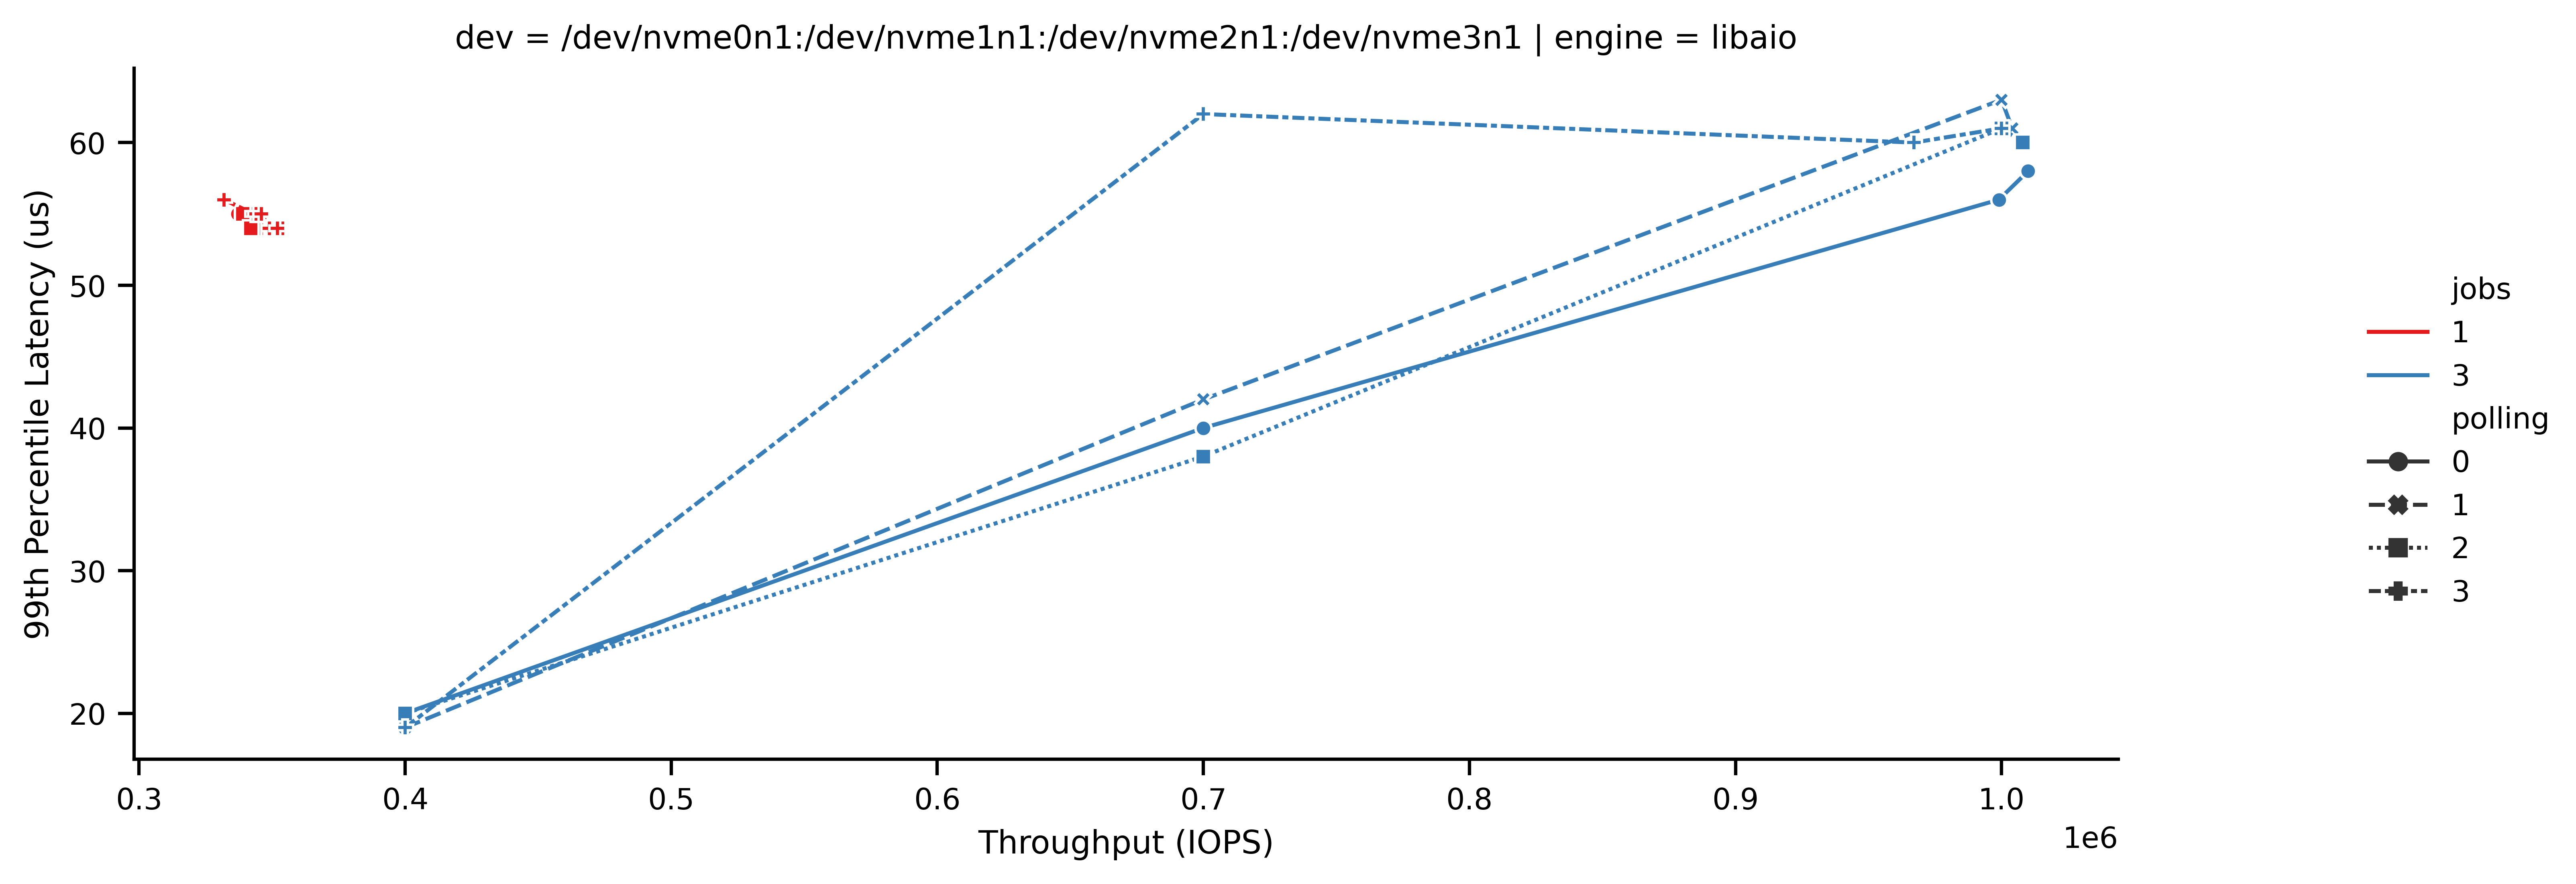 dev = /dev/nvme0n1:/dev/nvme1n1:/dev/nvme2n1:/dev/nvme3n1 | engine = libaio
99th Percentile Latency (us)
60
50
40
30
20
0.3 0.4 0.5 0.6 0.7 0.8 0.9 1.0
1e6
Throughput (IOPS)
jobs
1
3
polling
0
1
2
3